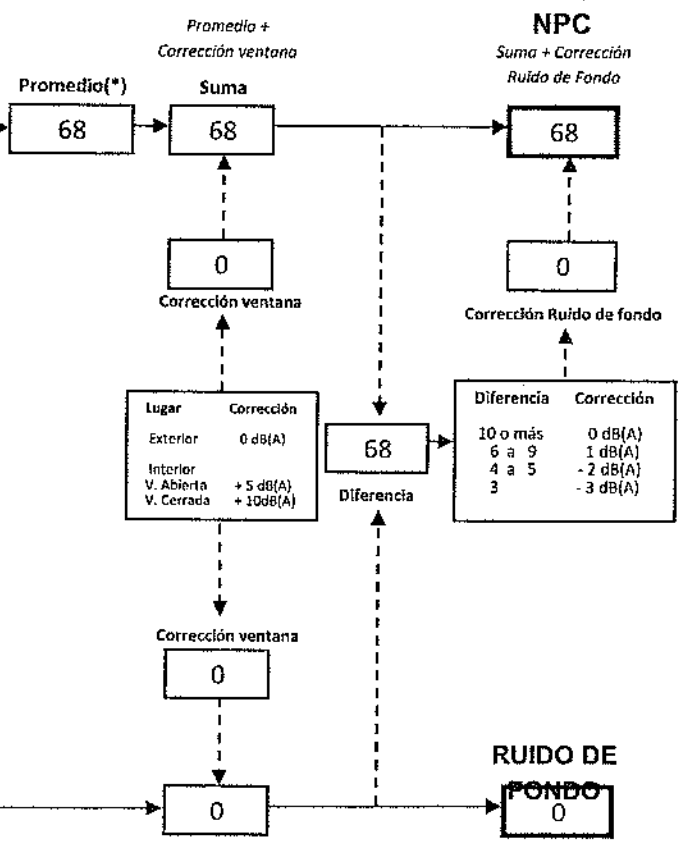 Promedio +
Corrección ventana
NPC
Suma + Corrección
Ruido de Fondo
Promedio(*)
Suma
68
68
68
0
Corrección ventana
0
Corrección Ruido de fondo
Lugar Corrección
Exterior 0 dB(A)
Interior
V. Abierta + 5 dB(A)
V. Cerrada + 10dB(A)
68
Diferencia
Diferencia Corrección
10 o más 0 dB(A)
6 a 9 1 dB(A)
4 a 5 - 2 dB(A)
3 - 3 dB(A)
Corrección ventana
0
0
RUIDO DE
FONDO
0